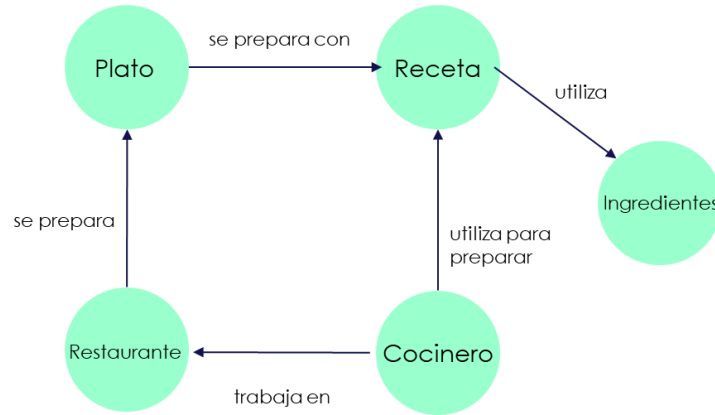 se prepara con
Plato
Receta
utiliza
Ingredientes
se prepara
utiliza para
preparar
Restaurante
Cocinero
trabaja en